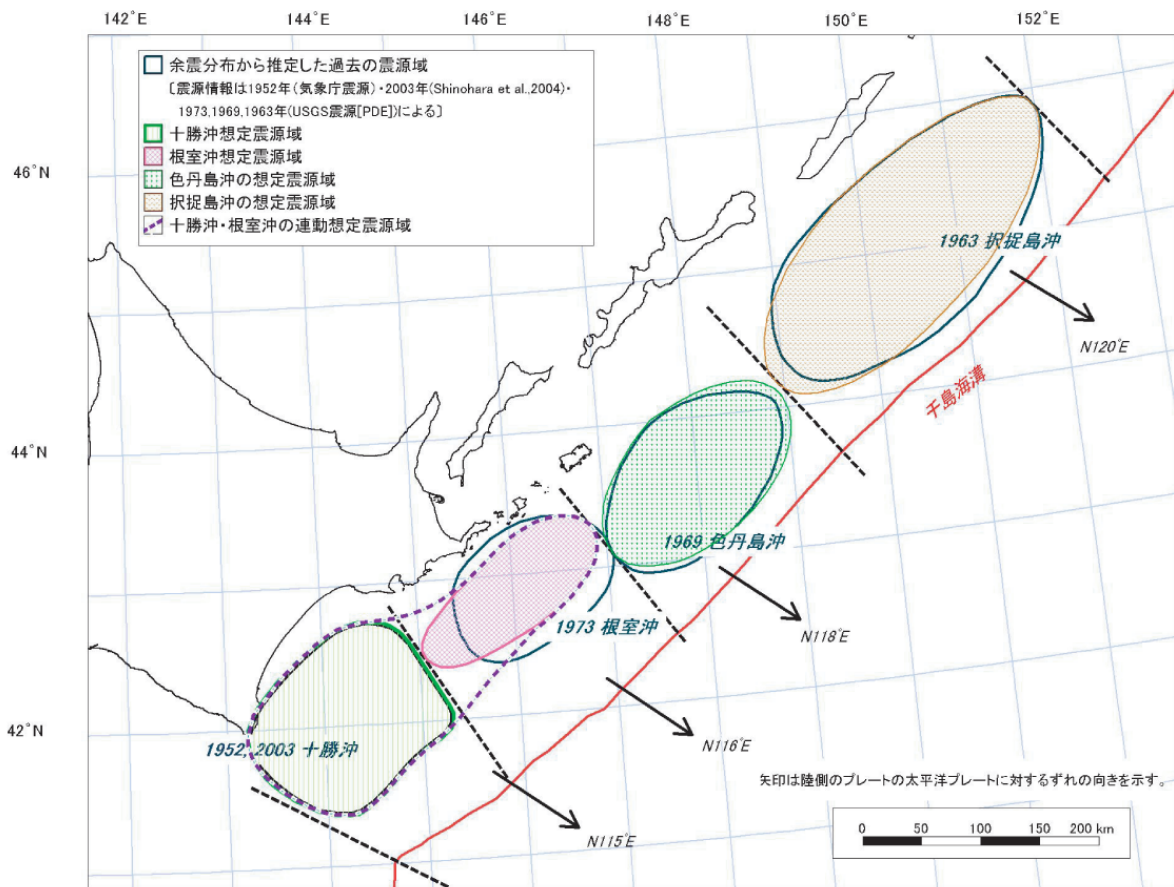 142°E 144°E 146°E 148°E 150°E 152°E
余震分布から推定した過去の震源域
〔震源情報は1952年(気象庁震源)・2003年(Shinohara et al.,2004)・
1973,1969,1963年(USGS震源[PDE])による〕
十勝沖想定震源域
根室沖想定震源域
色丹島沖の想定震源域
択捉島沖の想定震源域
十勝沖・根室沖の連動想定震源域
46°N
1963 択捉島沖
N120°E
千島海溝
44°N
1969 色丹島沖
1973 根室沖
N118°E
42°N
1952, 2003 十勝沖
N116°E
矢印は陸側のプレートの太平洋プレートに対するずれの向きを示す。
N115°E
0 50 100 150 200 km